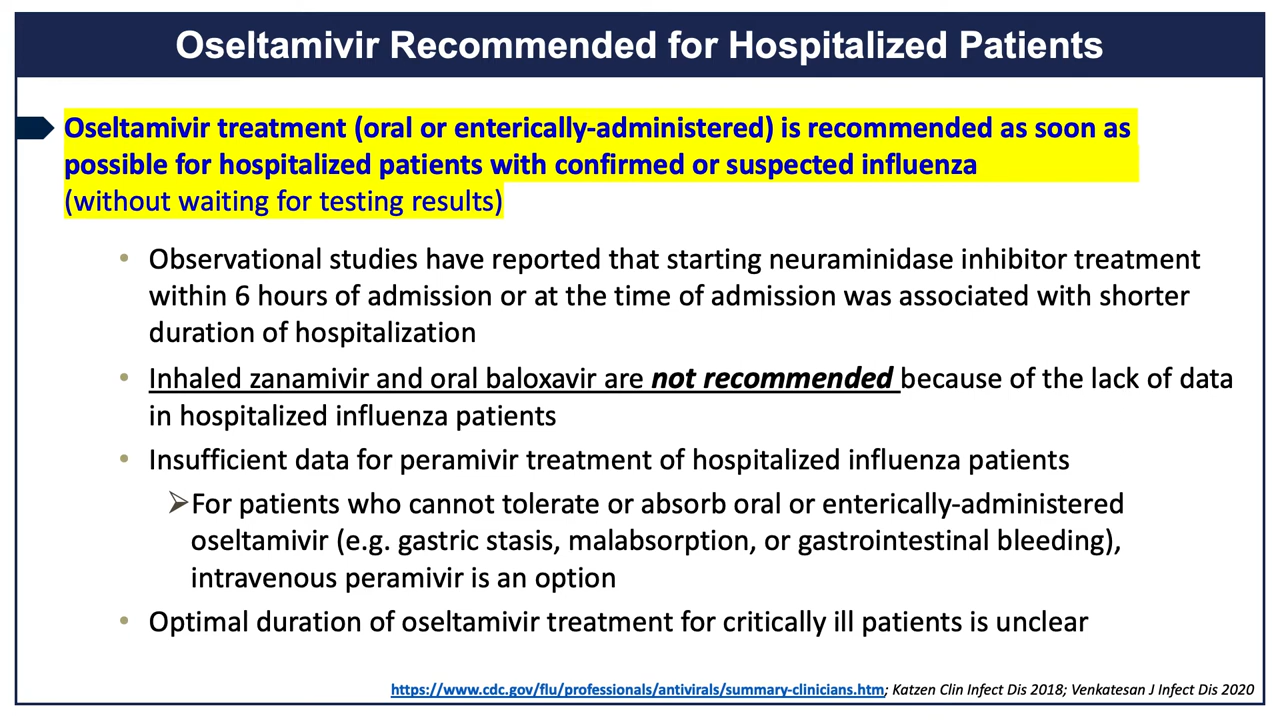 Oseltamivir Recommended for Hospitalized Patients
Oseltamivir treatment (oral or enterically-administered) is recommended as soon as
possible for hospitalized patients with confirmed or suspected influenza
(without waiting for testing results)
• Observational studies have reported that starting neuraminidase inhibitor treatment
within 6 hours of admission or at the time of admission was associated with shorter
duration of hospitalization
• Inhaled zanamivir and oral baloxavir are not recommended because of the lack of data
in hospitalized influenza patients
• Insufficient data for peramivir treatment of hospitalized influenza patients
➢For patients who cannot tolerate or absorb oral or enterically-administered
oseltamivir (e.g. gastric stasis, malabsorption, or gastrointestinal bleeding),
intravenous peramivir is an option
• Optimal duration of oseltamivir treatment for critically ill patients is unclear
https://www.cdc.gov/flu/professionals/antivirals/summary-clinicians.htm; Katzen Clin Infect Dis 2018; Venkatesan J Infect Dis 2020